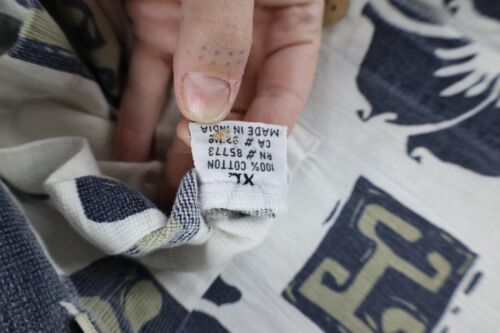 XL
100% COTTON
RN # 85773
CA #
MADE IN INDIA